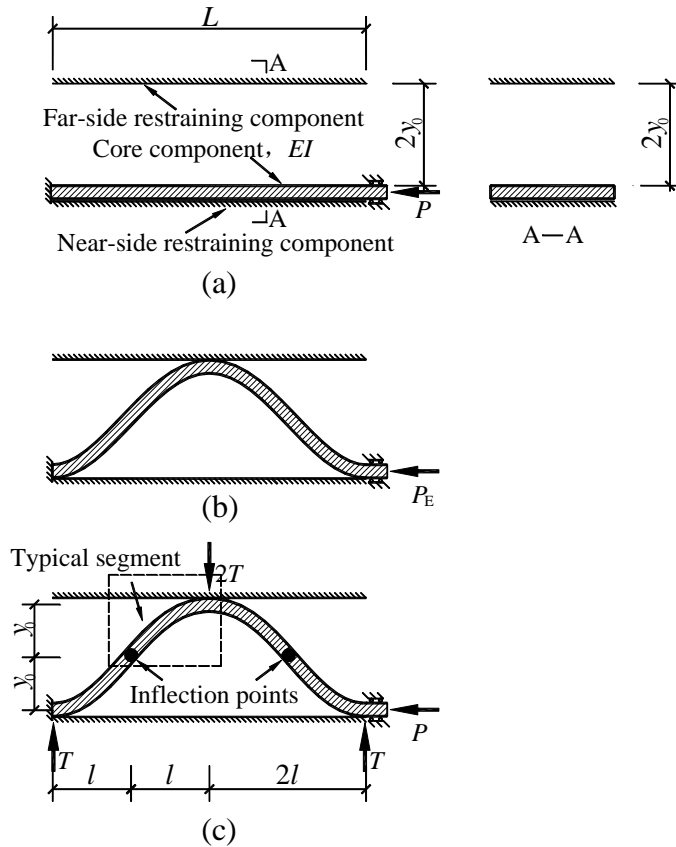 L
A
A
Far-side restraining component
Core component, EI
2y₀
2y₀
P
A
Near-side restraining component
A—A
(a)
P_E
(b)
Typical segment
2T
y₀
y₀
Inflection points
P
T
T
l
l
2l
(c)